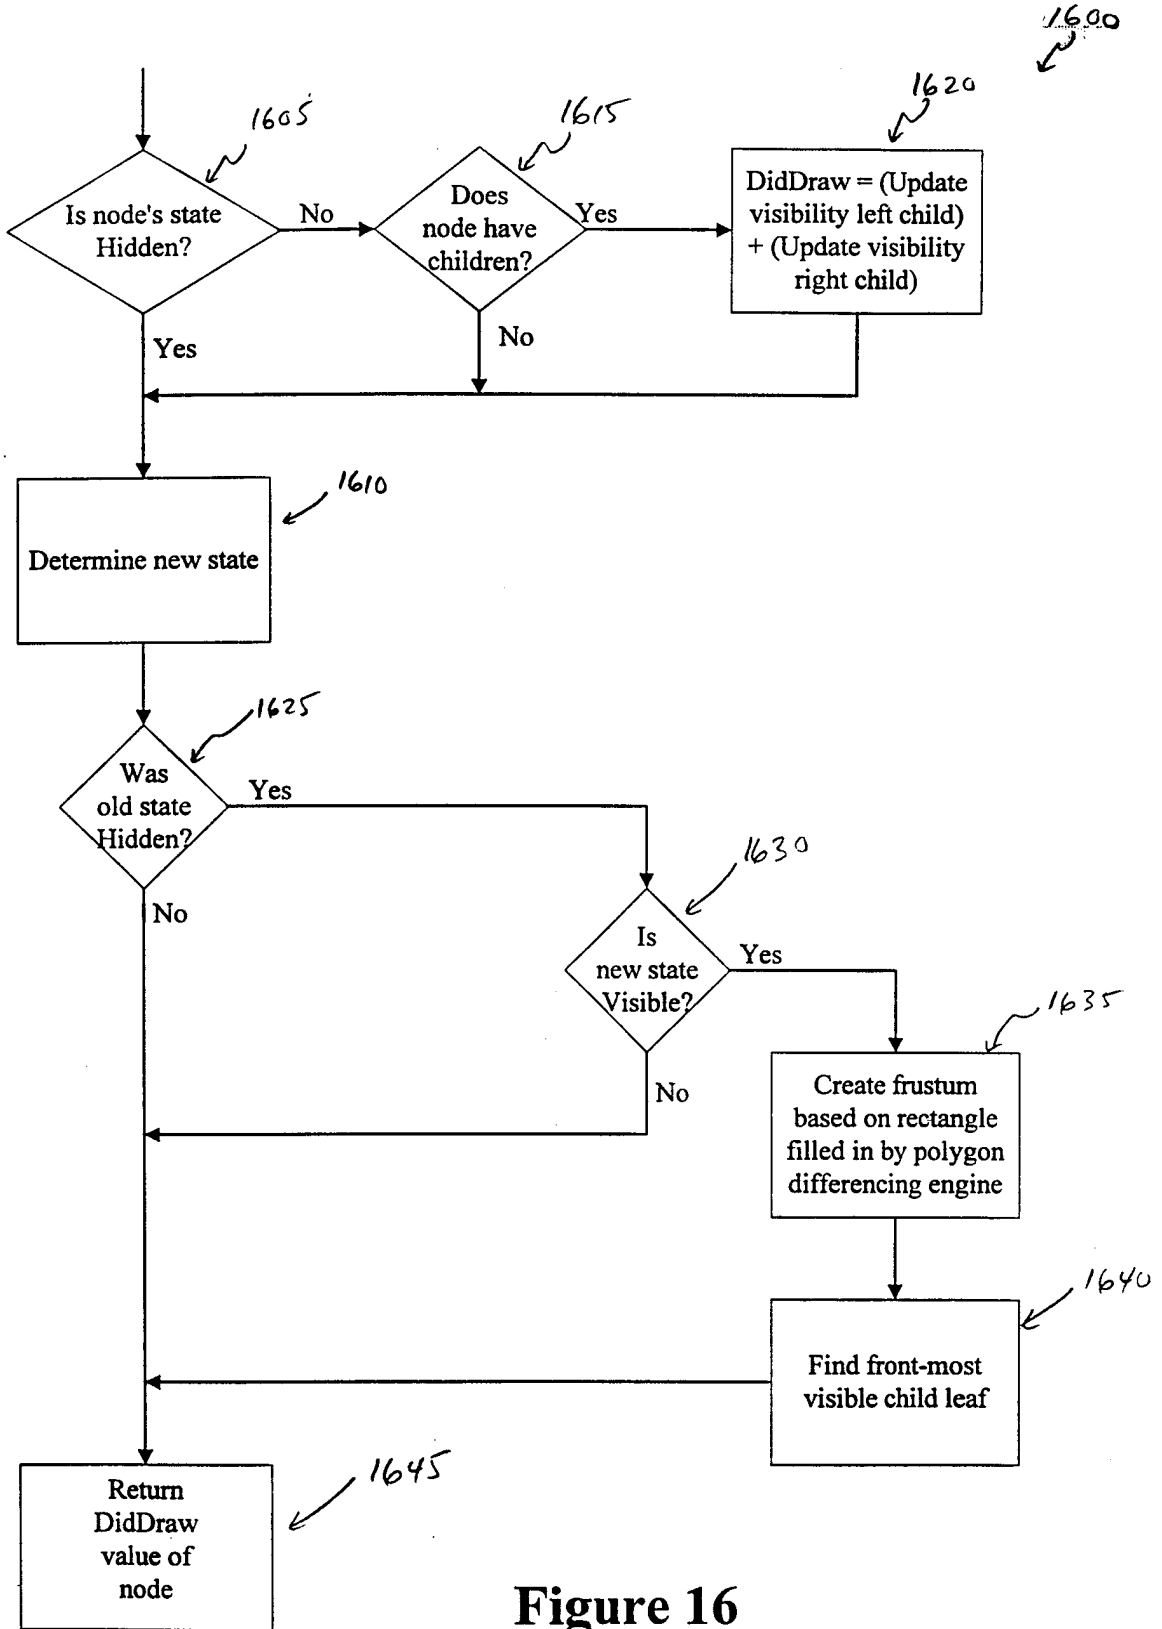 1600
1605
1615
1620
Is node's state
Hidden?
No
Does
node have
children?
Yes
DidDraw = (Update
visibility left child)
+ (Update visibility
right child)
Yes
No
1610
Determine new state
1625
Was
old state
Hidden?
Yes
No
1630
Is
new state
Visible?
Yes
No
1635
Create frustum
based on rectangle
filled in by polygon
differencing engine
1640
Find front-most
visible child leaf
1645
Return
DidDraw
value of
node
Figure 16